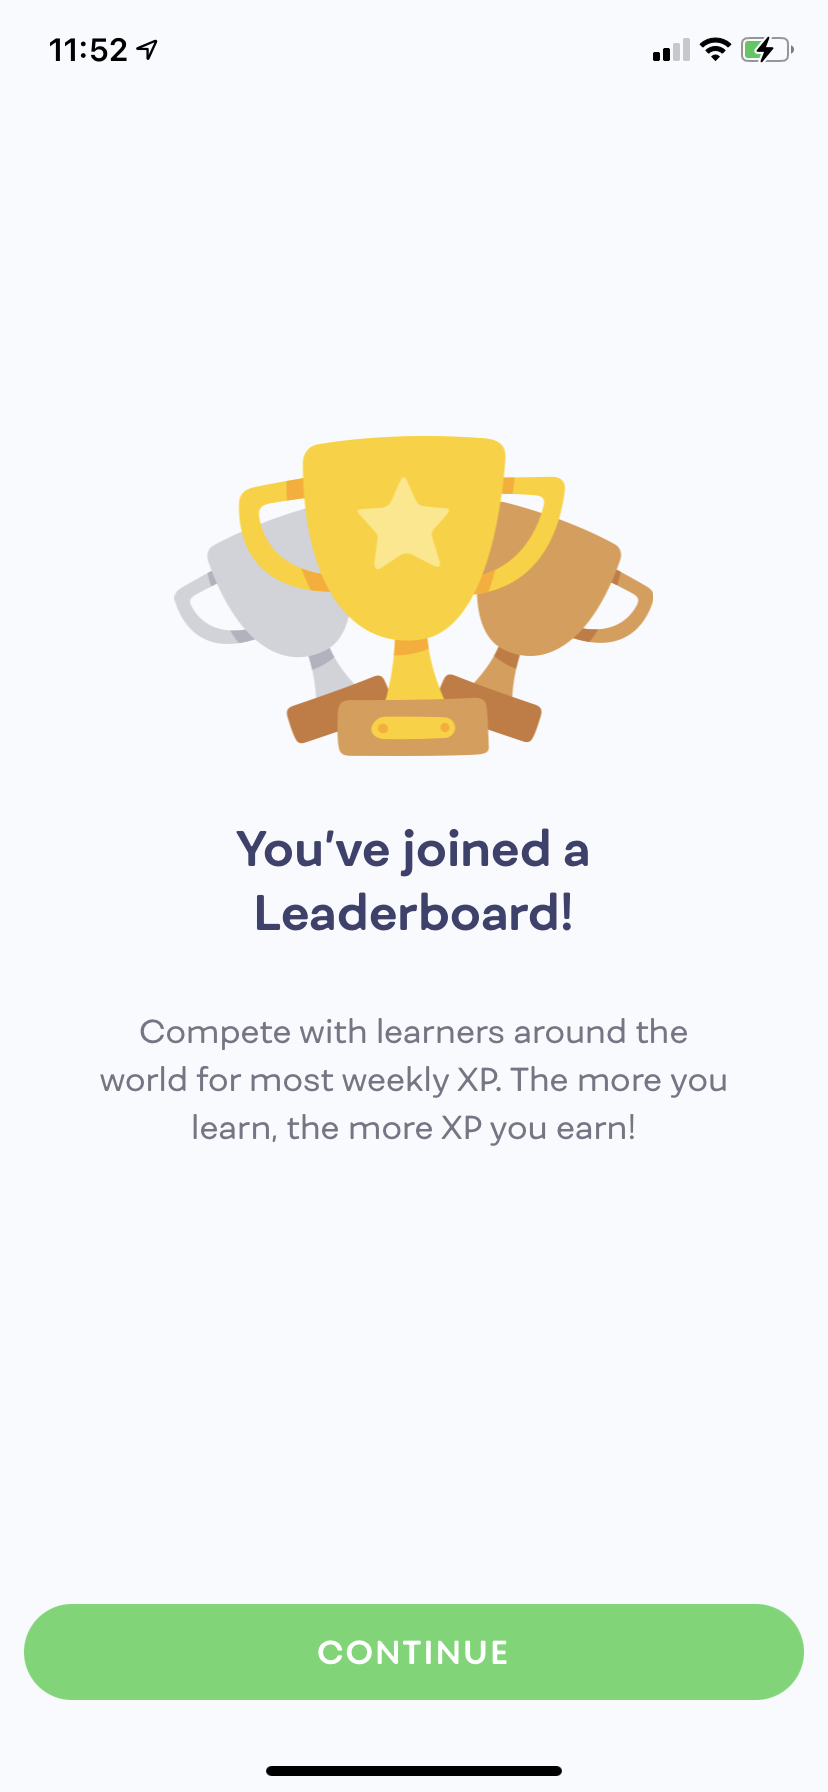 11:52
You've joined a
Leaderboard!
Compete with learners around the
world for most weekly XP. The more you
learn, the more XP you earn!
CONTINUE